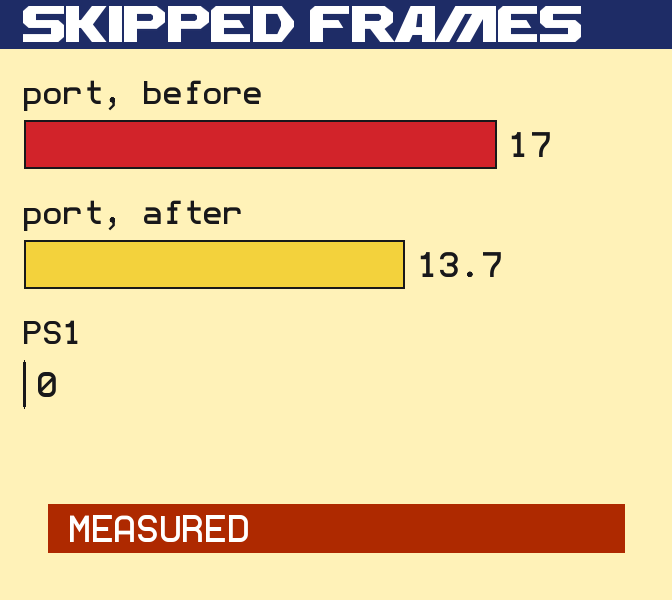 SKIPPED FRAMES
port, before
17
port, after
13.7
PS1
0
MEASURED